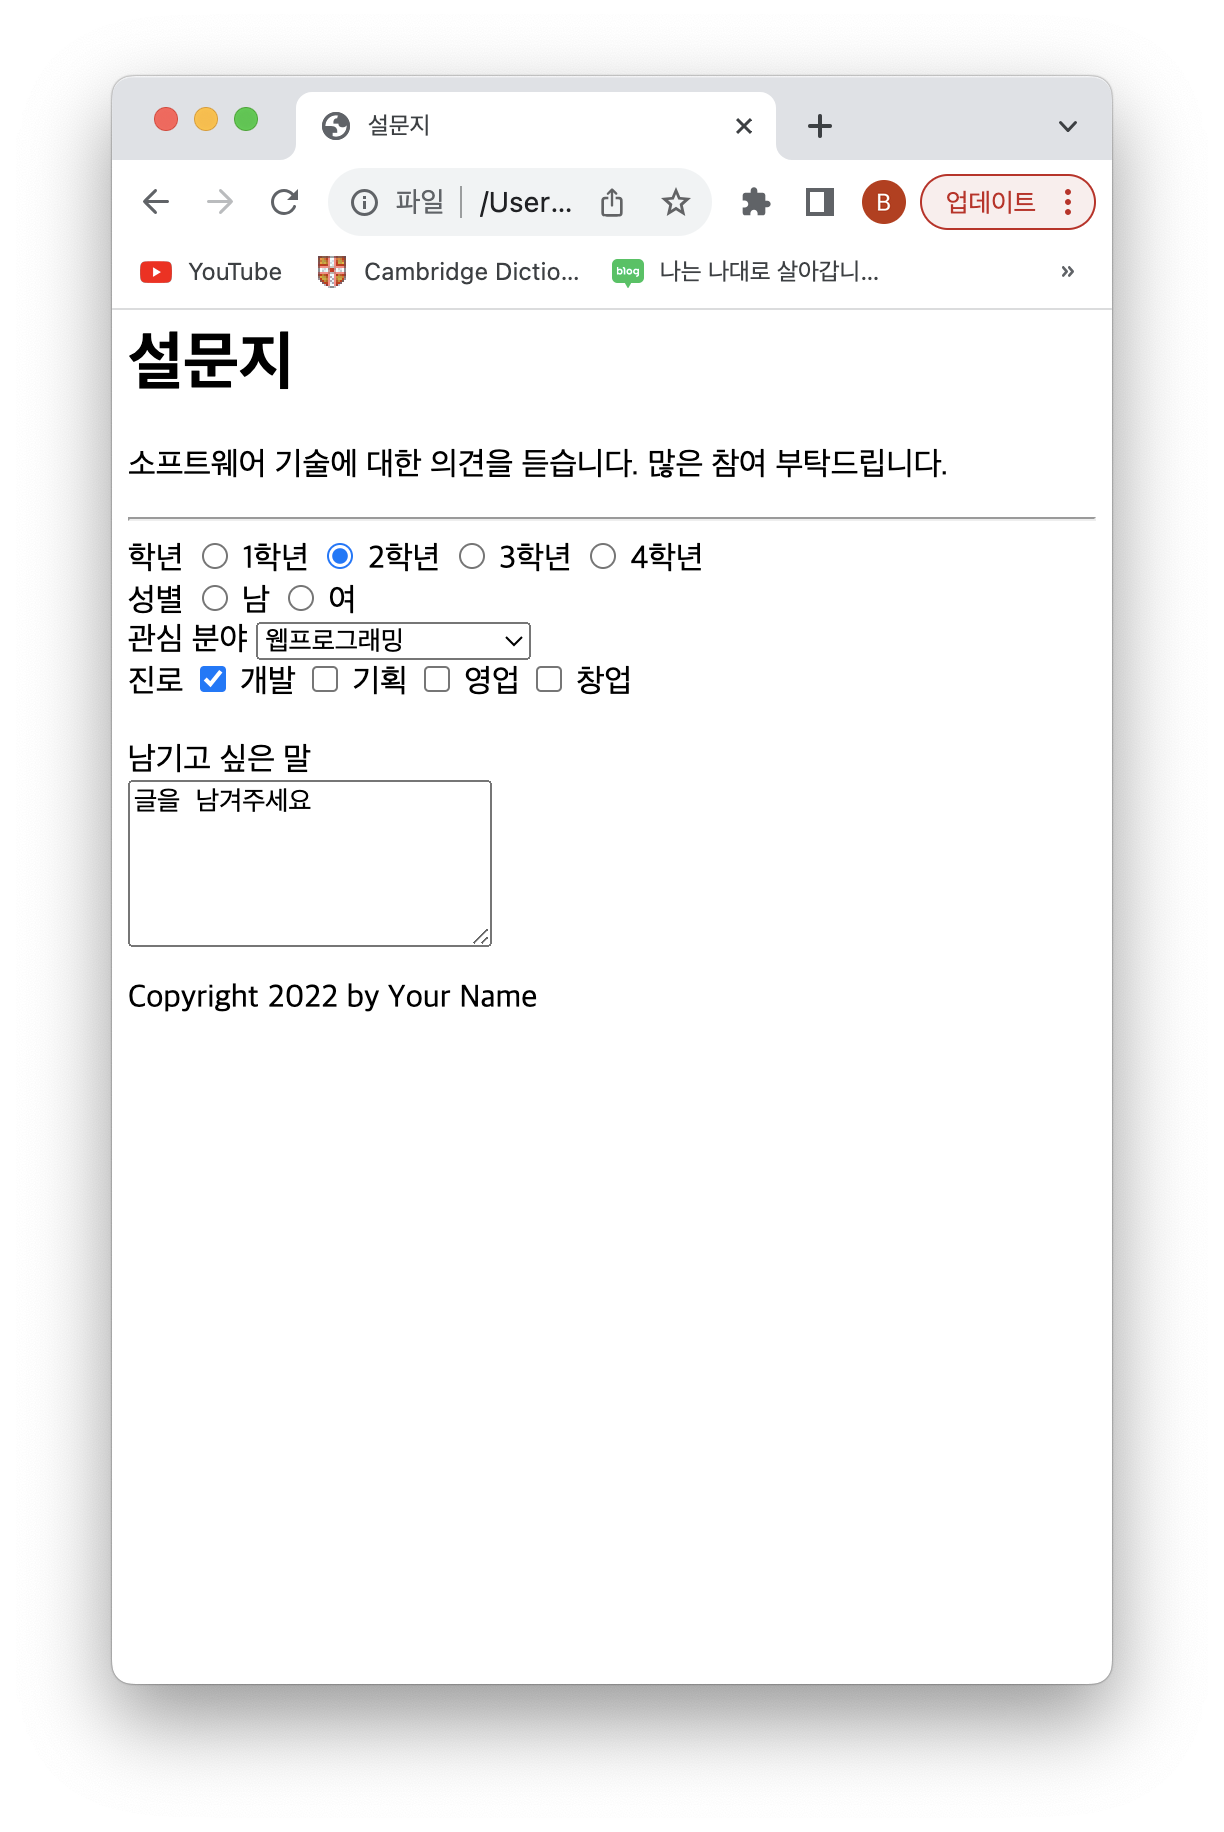 설문지
파일 /User...
B
업데이트
YouTube
Cambridge Dictio...
blog
나는 나대로 살아갑니...
»
설문지
소프트웨어 기술에 대한 의견을 듣습니다. 많은 참여 부탁드립니다.
학년 1학년 2학년 3학년 4학년
성별 남 여
관심 분야 웹프로그래밍
진로 개발 기획 영업 창업
남기고 싶은 말
글을 남겨주세요
Copyright 2022 by Your Name